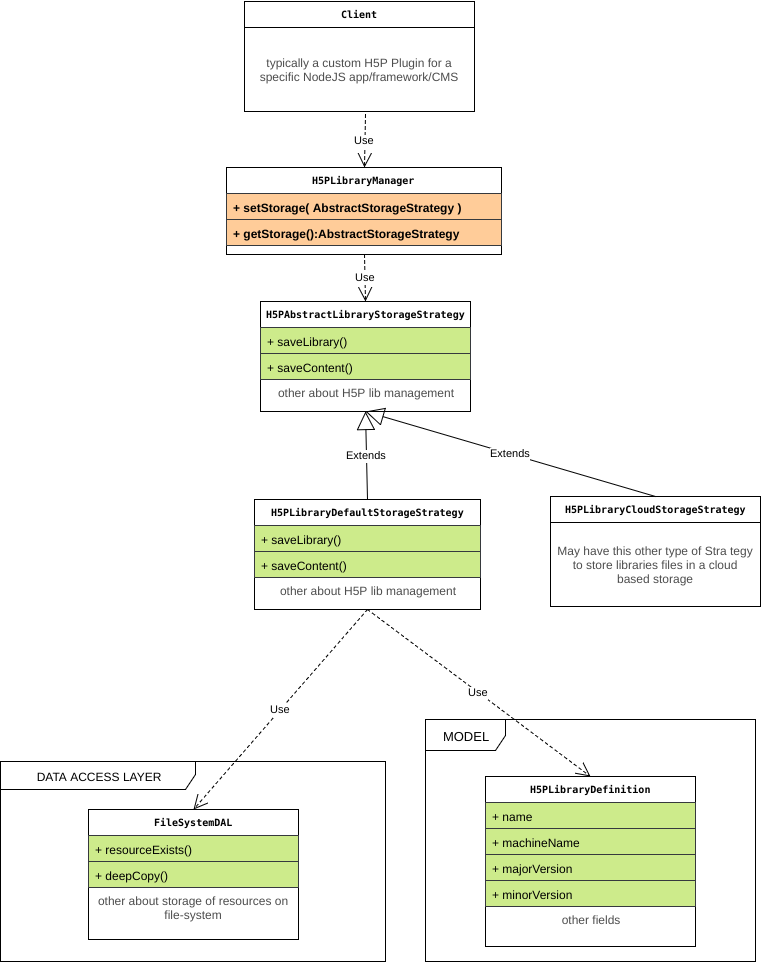 Client
typically a custom H5P Plugin for a
specific NodeJS app/framework/CMS
Use
H5PLibraryManager
+ setStorage( AbstractStorageStrategy )
+ getStorage():AbstractStorageStrategy
Use
H5PAbstractLibraryStorageStrategy
+ saveLibrary()
+ saveContent()
other about H5P lib management
Extends
Extends
H5PLibraryDefaultStorageStrategy
+ saveLibrary()
+ saveContent()
other about H5P lib management
H5PLibraryCloudStorageStrategy
May have this other type of Stra tegy
to store libraries files in a cloud
based storage
Use
Use
DATA ACCESS LAYER
FileSystemDAL
+ resourceExists()
+ deepCopy()
other about storage of resources on
file-system
MODEL
H5PLibraryDefinition
+ name
+ machineName
+ majorVersion
+ minorVersion
other fields